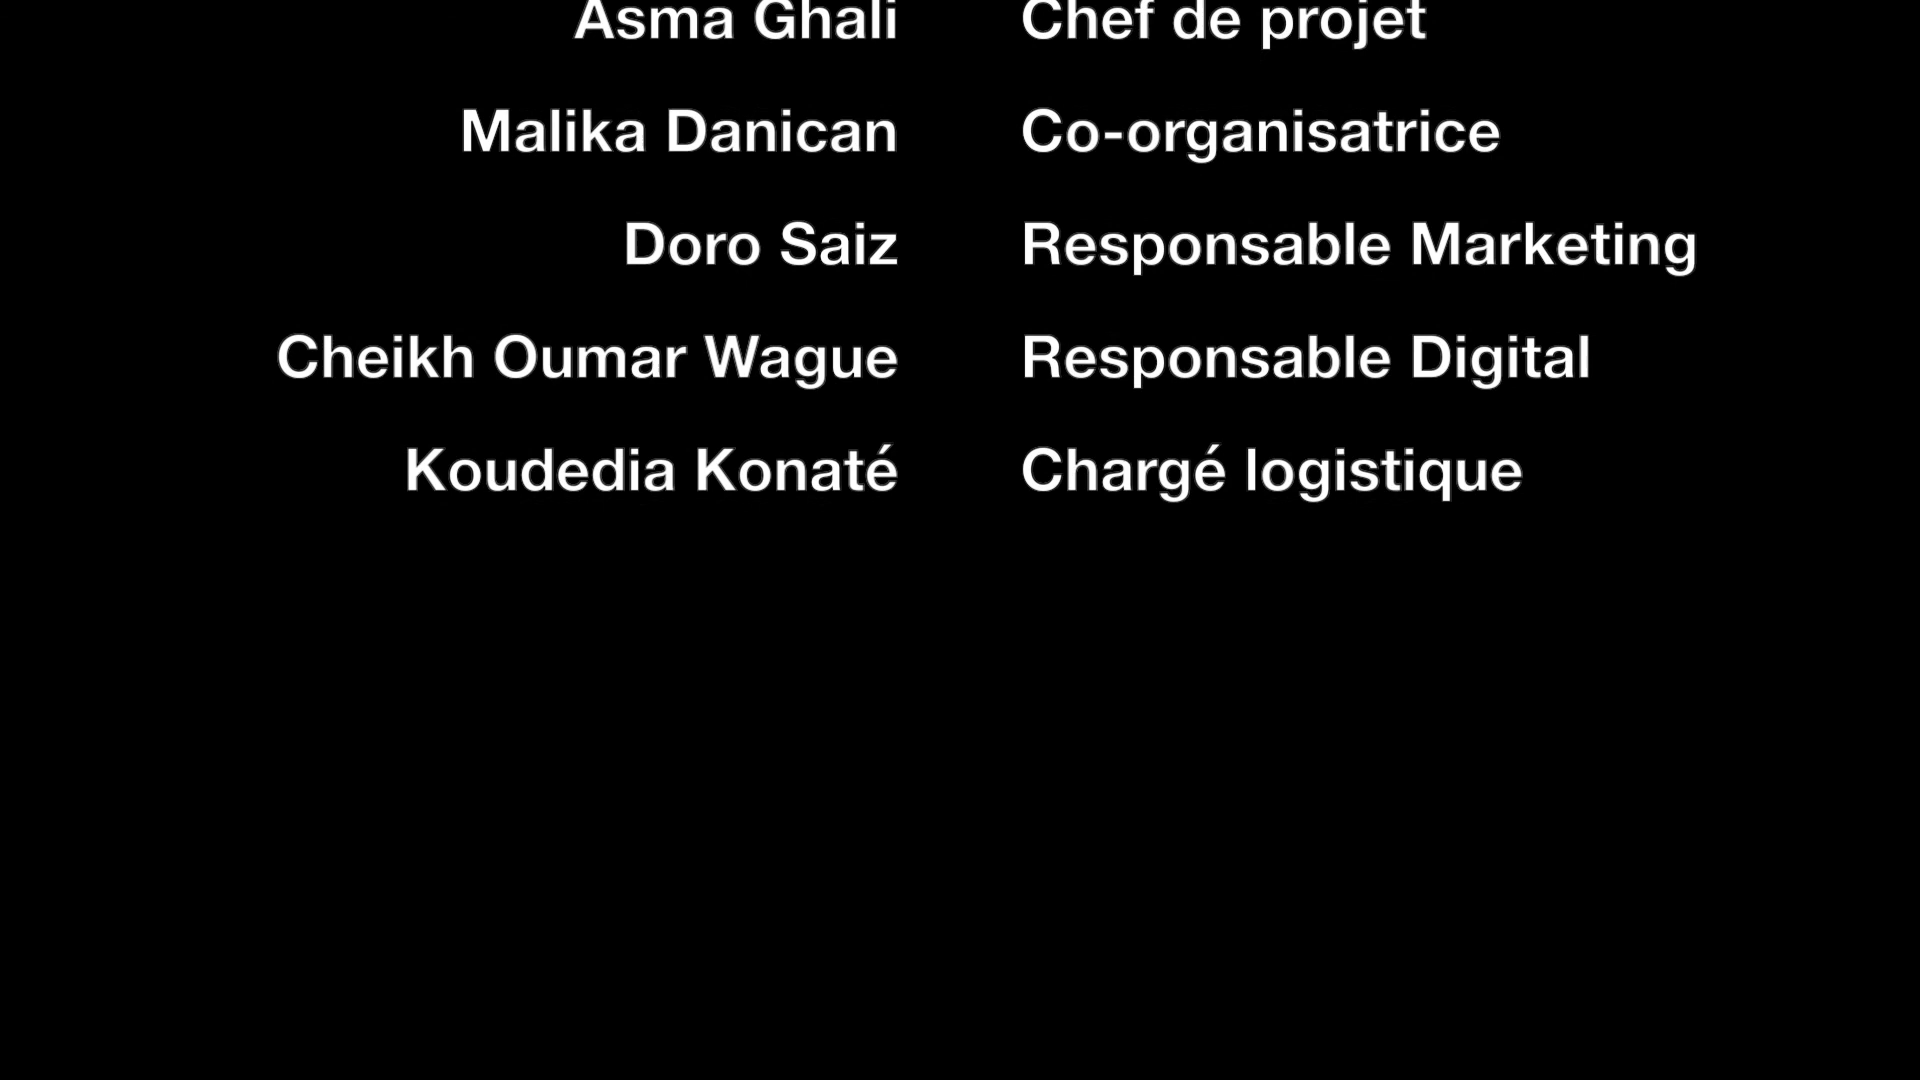 Asma Ghali Chef de projet
Malika Danican Co-organisatrice
Doro Saiz Responsable Marketing
Cheikh Oumar Wague Responsable Digital
Koudedia Konaté Chargé logistique